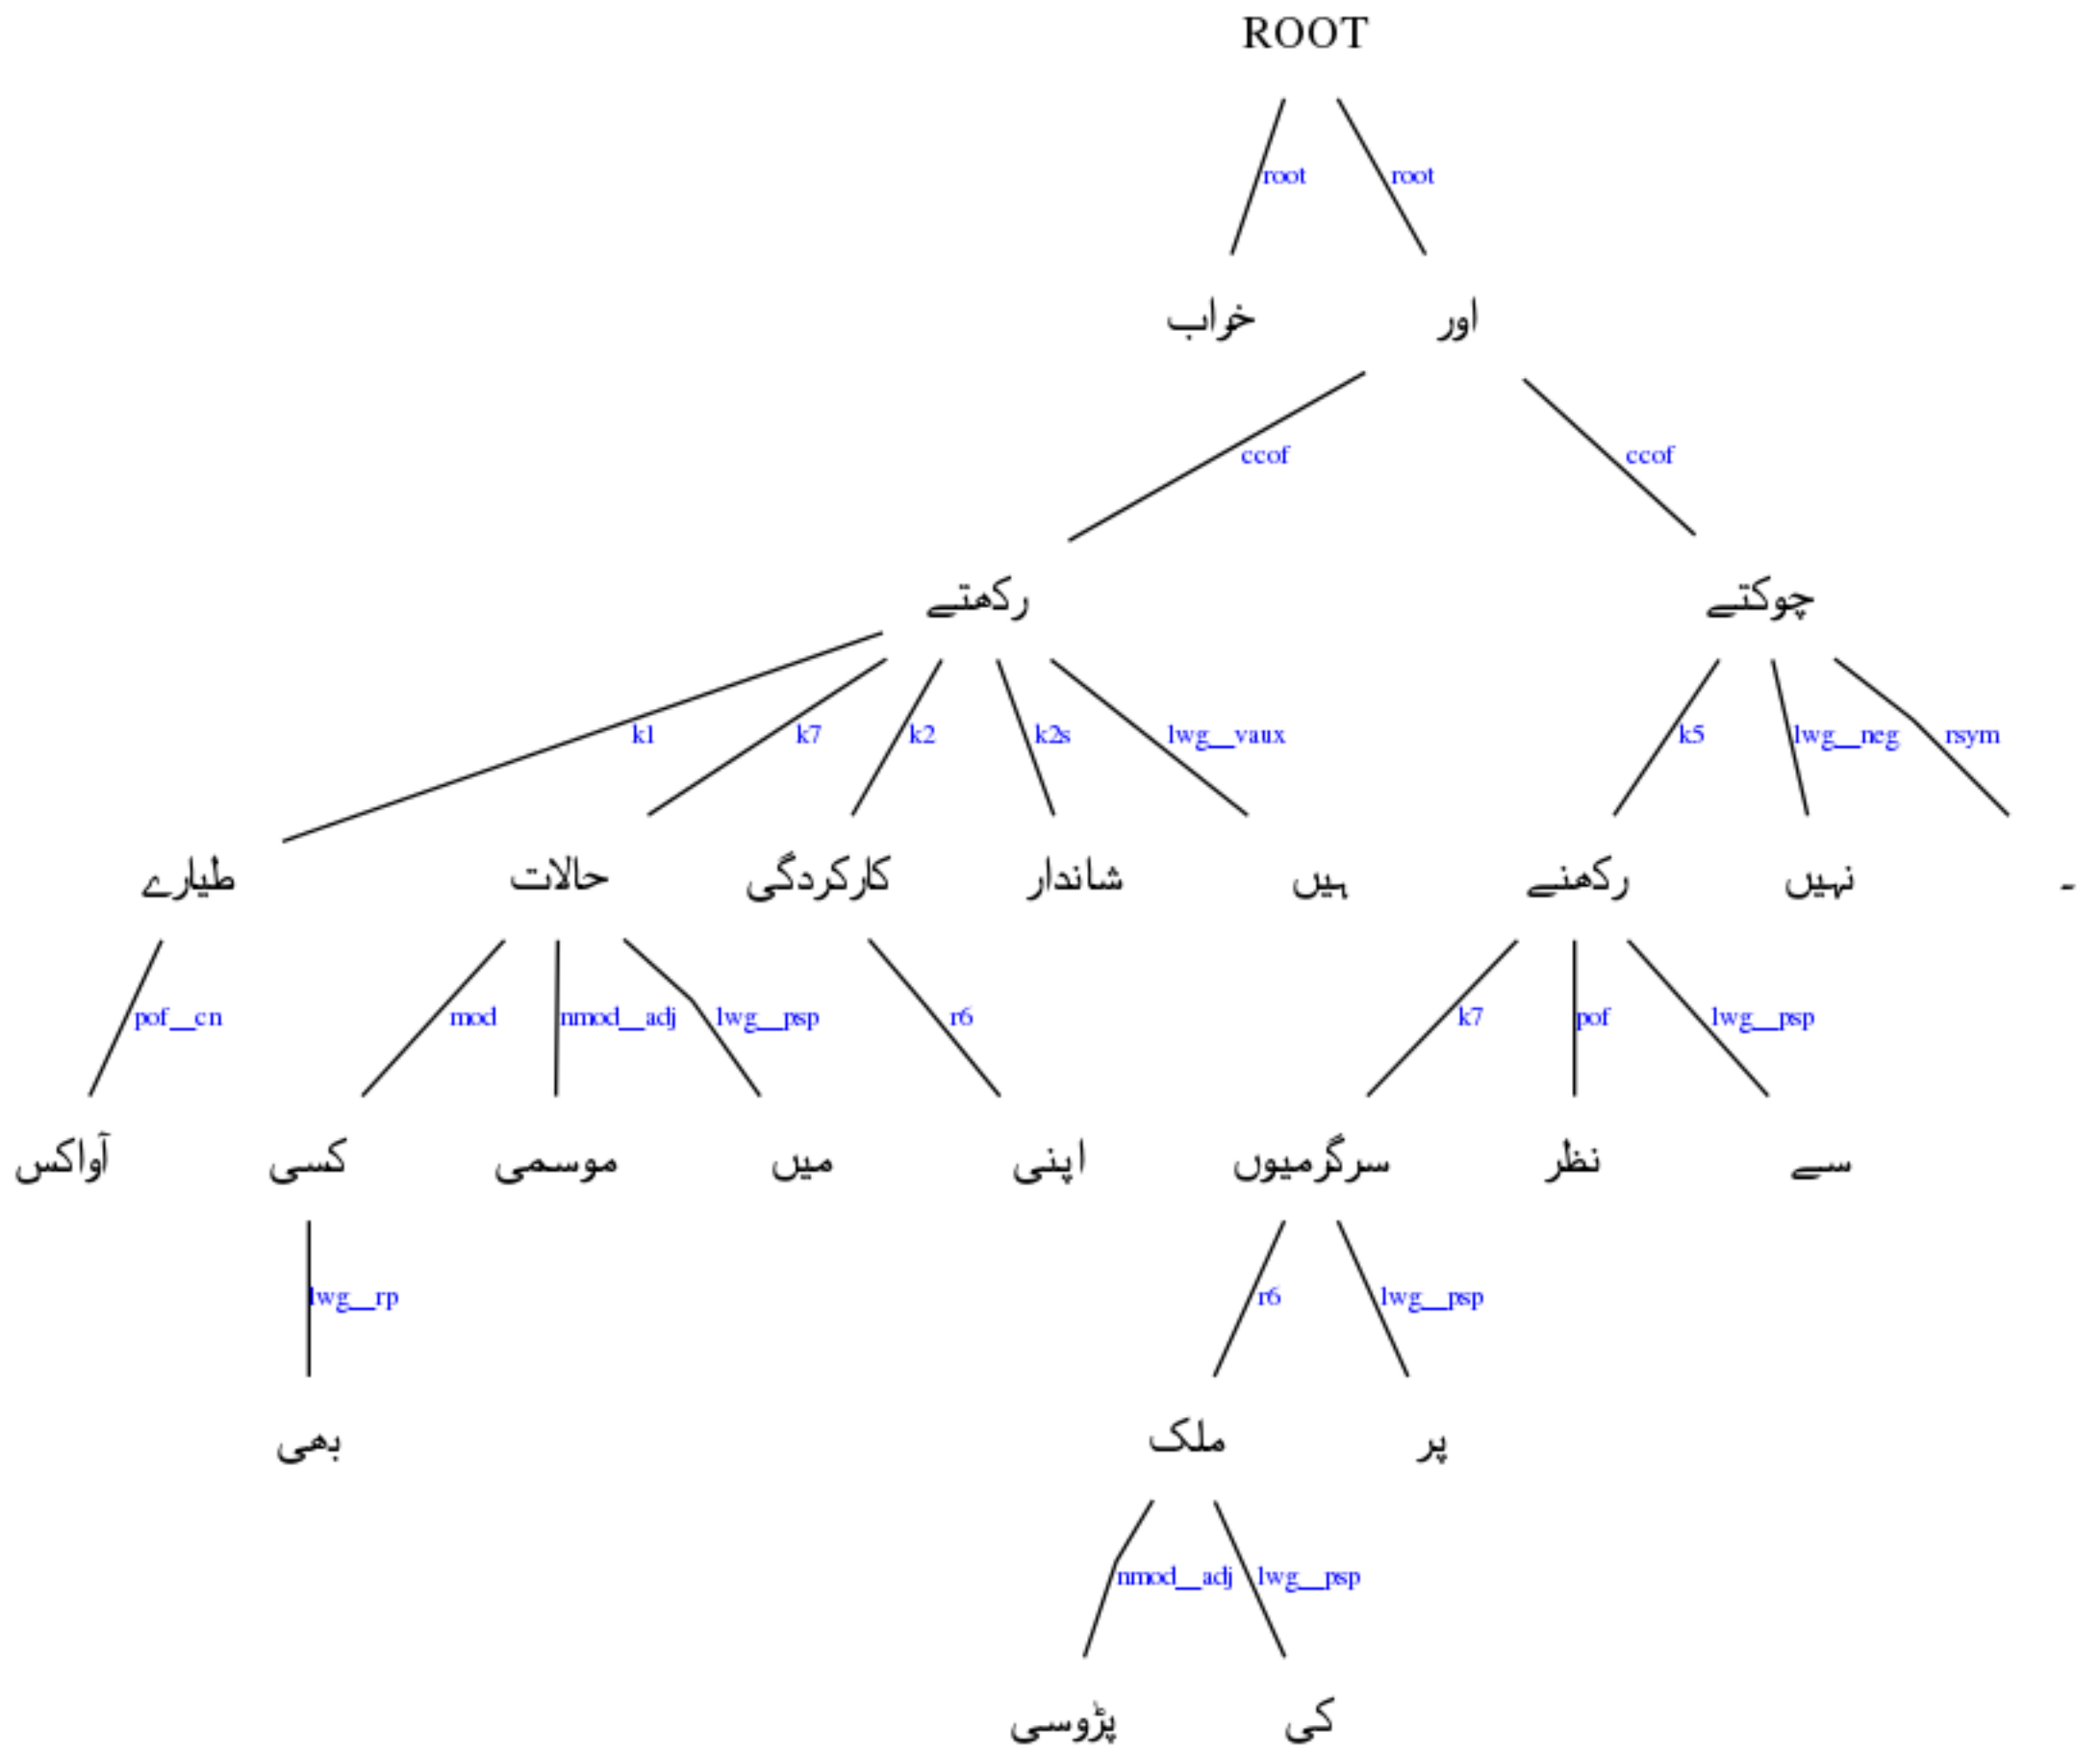 ROOT
root root
خواب اور
ccof ccof
رکھتے چوکتے
k1 k7 k2 k2s lwg__vaux k5 lwg__neg rsym
طیارے حالات کارکردگی شاندار ہیں رکھنے نہیں ۔
pof__cn mod nmod__adj lwg__psp r6 k7 pof lwg__psp
آواکس کسی موسمی میں اپنی سرگرمیوں نظر سے
lwg__rp r6 lwg__psp
بھی ملک پر
nmod__adj lwg__psp
پڑوسی کی